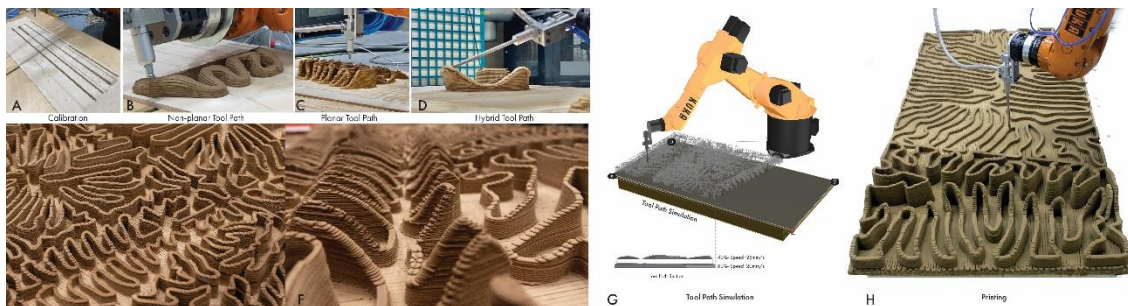 A
Calibration
B
Non-planar Tool Path
C
Planar Tool Path
D
Hybrid Tool Path
E
F
KUKA
Tool Path Simulation
G
Tool Path Simulation
KUKA
H
Printing